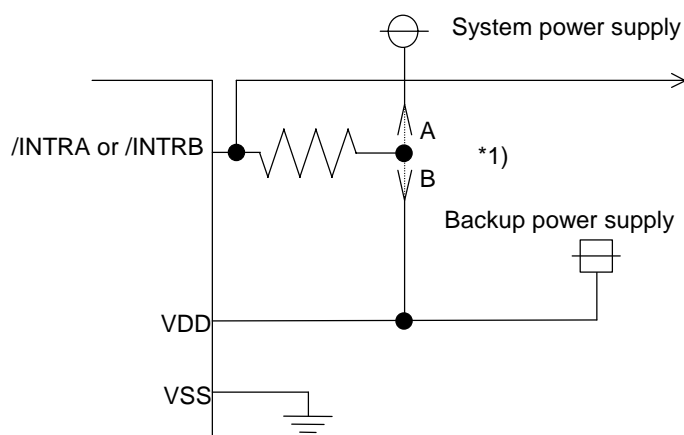 System power supply
A
/INTRA or /INTRB
*1)
B
Backup power supply
VDD
VSS